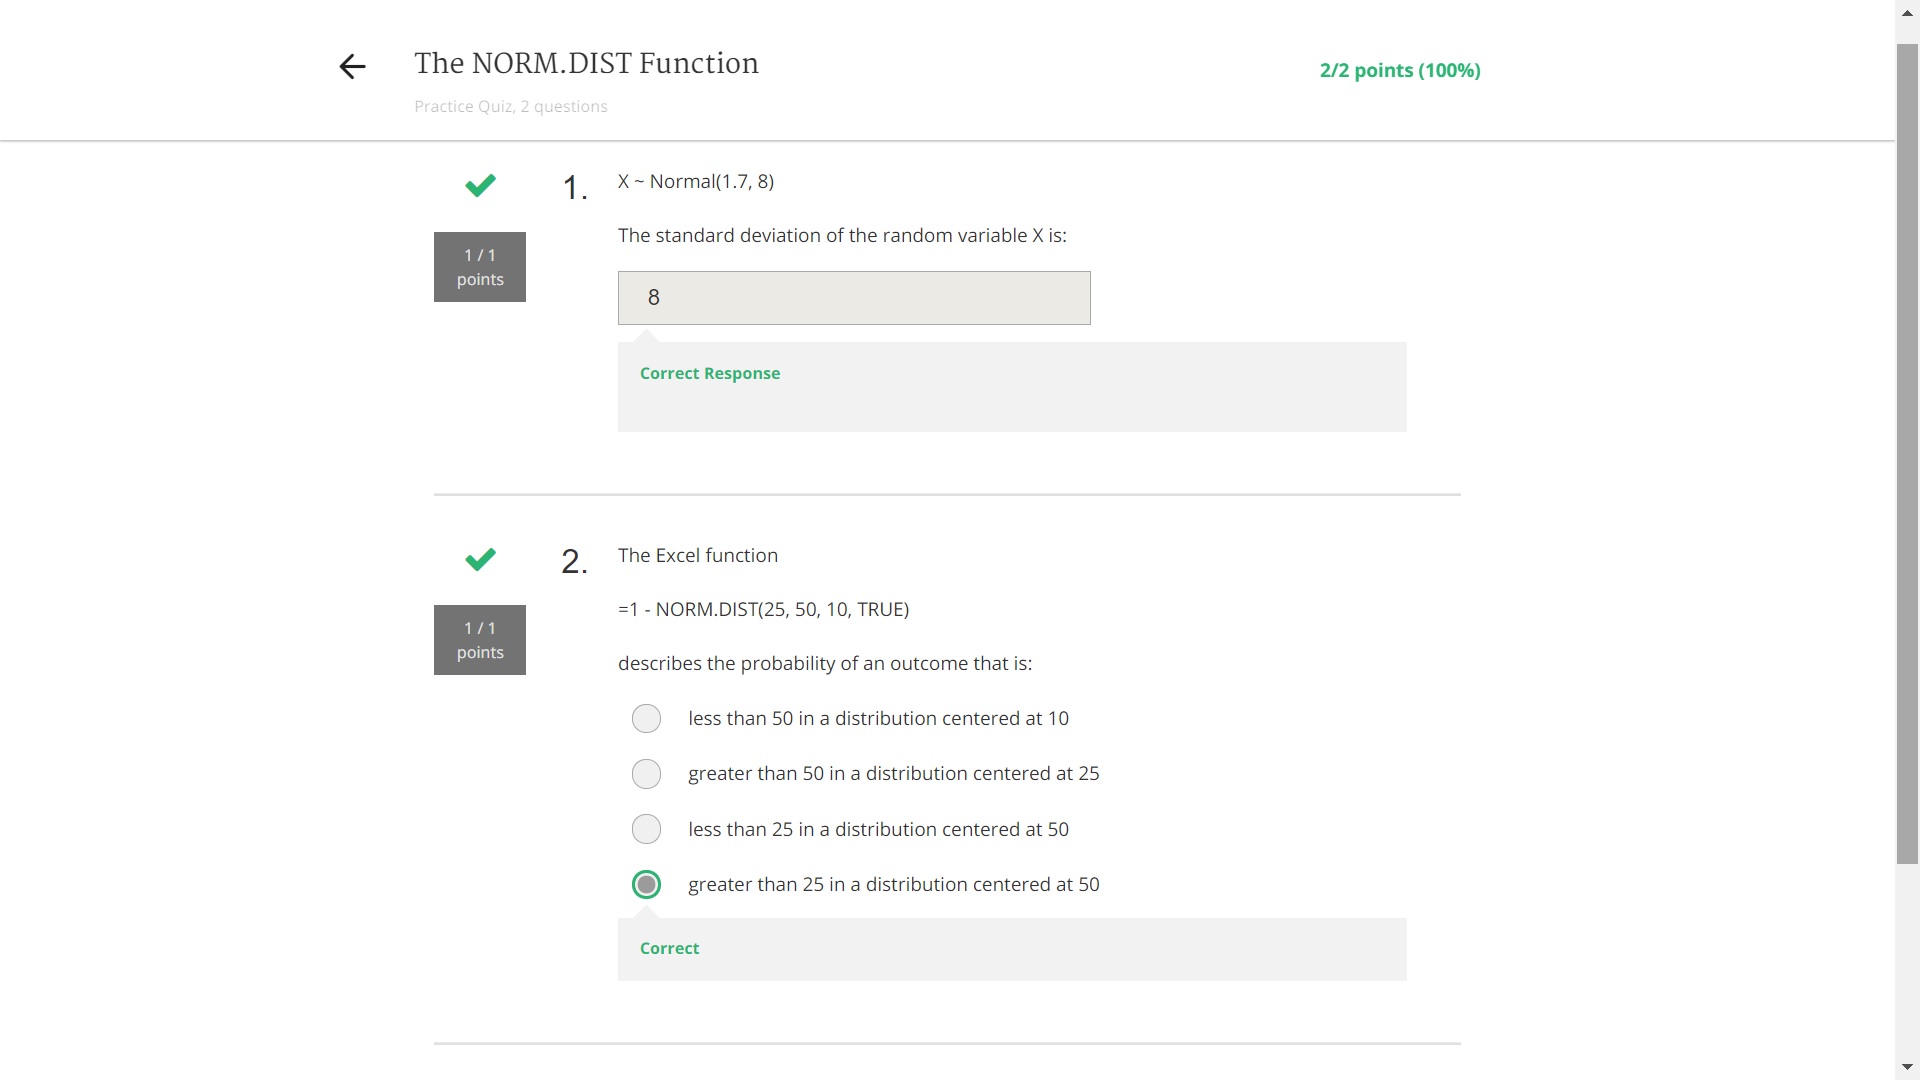 The NORM.DIST Function
2/2 points (100%)
Practice Quiz, 2 questions
1.
X ~ Normal(1.7, 8)
The standard deviation of the random variable X is:
1 / 1
points
8
Correct Response
2.
The Excel function
=1 - NORM.DIST(25, 50, 10, TRUE)
1 / 1
points
describes the probability of an outcome that is:
less than 50 in a distribution centered at 10
greater than 50 in a distribution centered at 25
less than 25 in a distribution centered at 50
greater than 25 in a distribution centered at 50
Correct